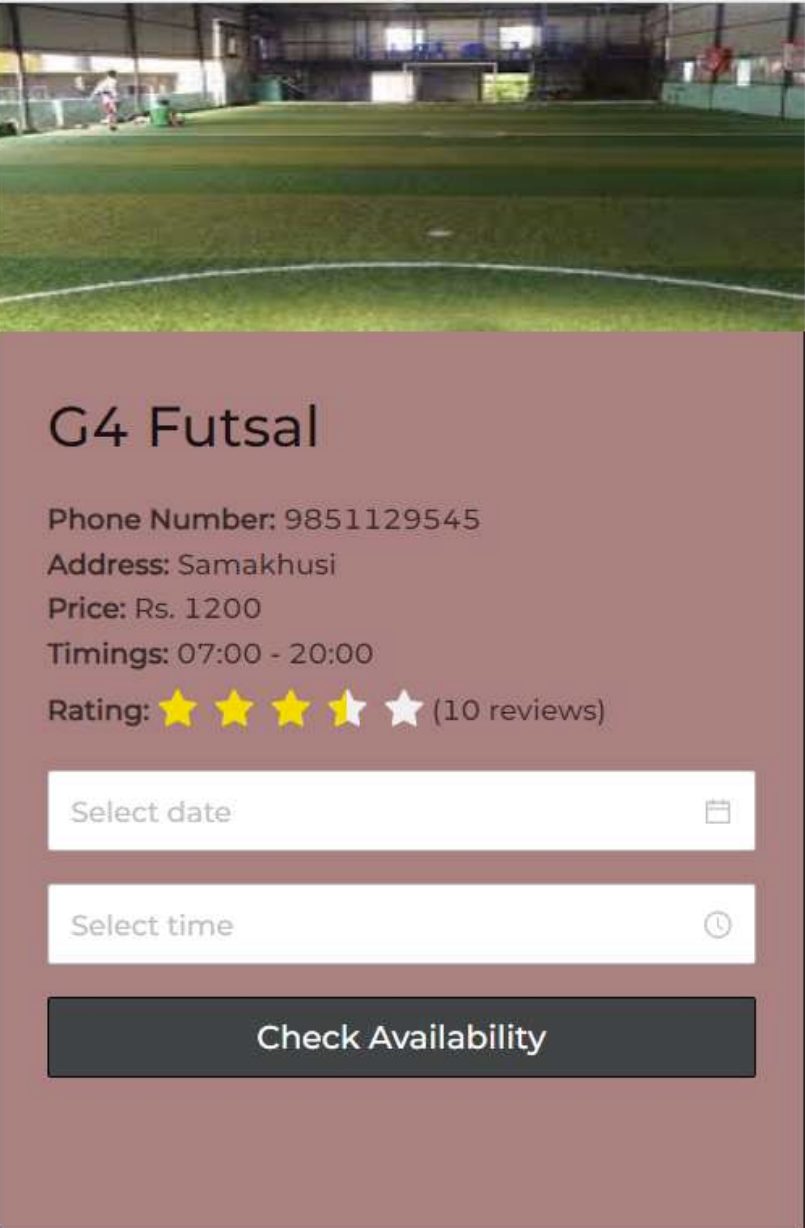 G4 Futsal
Phone Number: 9851129545
Address: Samakhusi
Price: Rs. 1200
Timings: 07:00 - 20:00
Rating: (10 reviews)
Select date
Select time
Check Availability